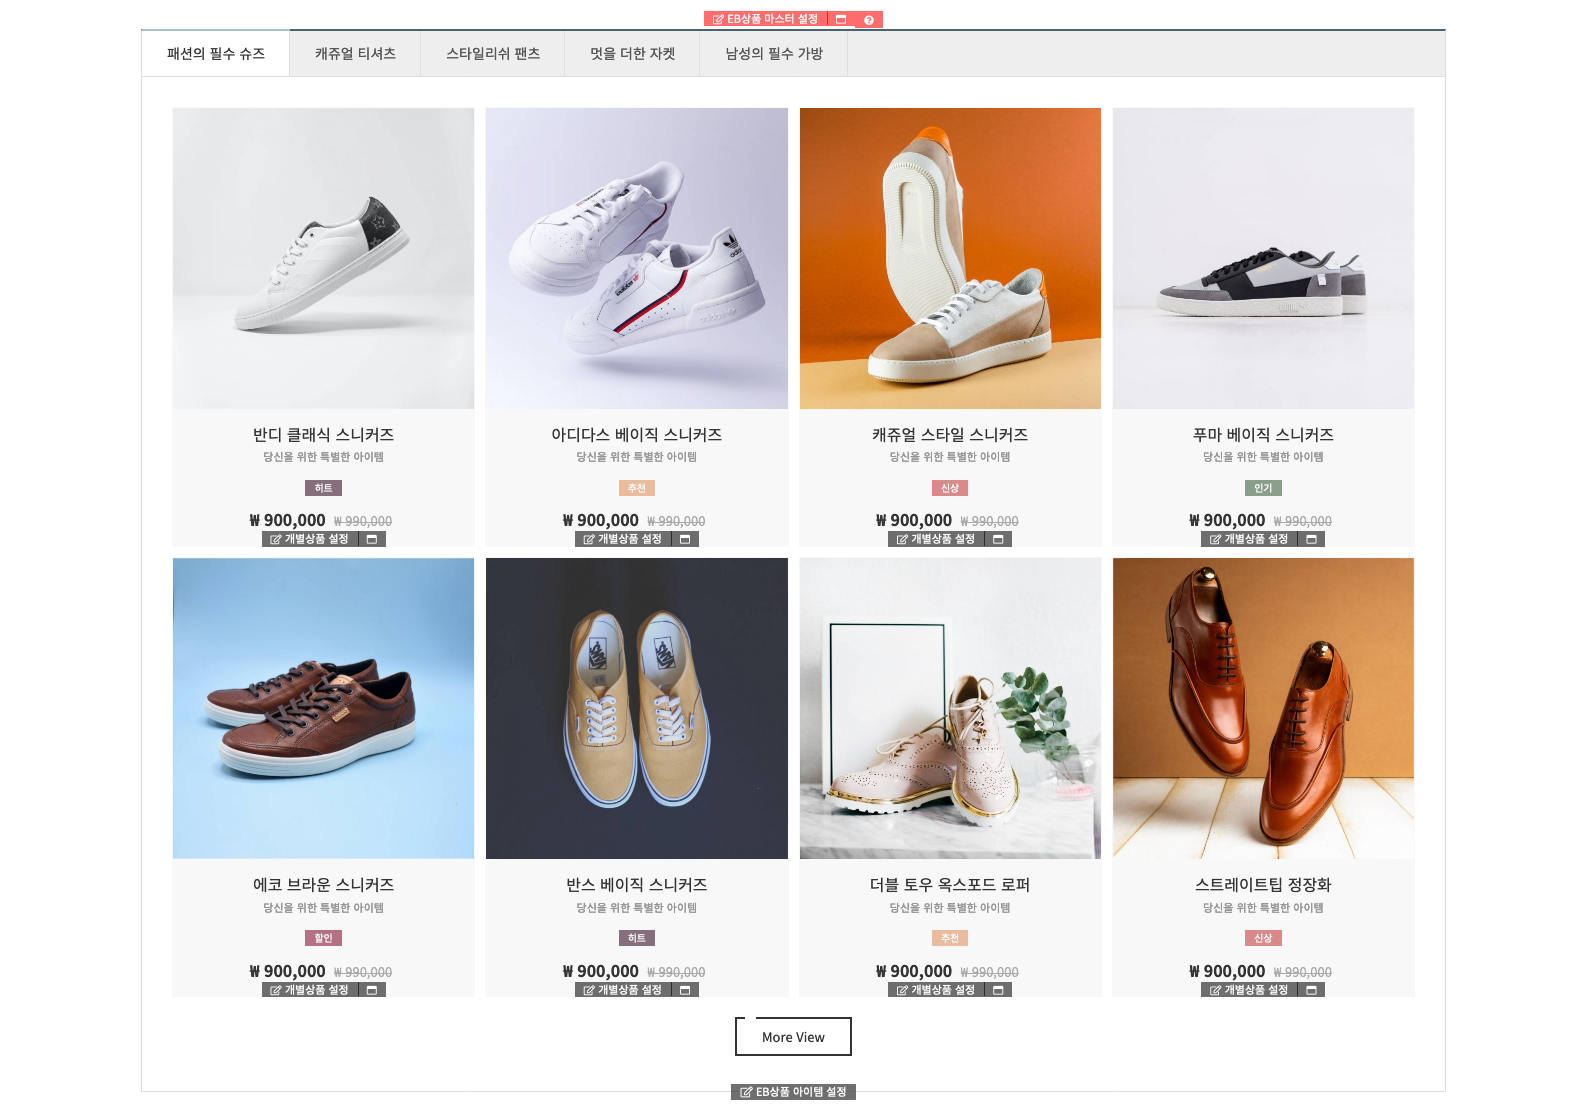 EB상품 마스터 설정
패션의 필수 슈즈 캐쥬얼 티셔츠 스타일리쉬 팬츠 멋을 더한 자켓 남성의 필수 가방
반디 클래식 스니커즈
당신을 위한 특별한 아이템
히트
₩ 900,000 ₩ 990,000
개별상품 설정
아디다스 베이직 스니커즈
당신을 위한 특별한 아이템
추천
₩ 900,000 ₩ 990,000
개별상품 설정
캐쥬얼 스타일 스니커즈
당신을 위한 특별한 아이템
신상
₩ 900,000 ₩ 990,000
개별상품 설정
푸마 베이직 스니커즈
당신을 위한 특별한 아이템
인기
₩ 900,000 ₩ 990,000
개별상품 설정
에코 브라운 스니커즈
당신을 위한 특별한 아이템
할인
₩ 900,000 ₩ 990,000
개별상품 설정
VANS
VANS
반스 베이직 스니커즈
당신을 위한 특별한 아이템
히트
₩ 900,000 ₩ 990,000
개별상품 설정
더블 토우 옥스포드 로퍼
당신을 위한 특별한 아이템
추천
₩ 900,000 ₩ 990,000
개별상품 설정
스트레이트팁 정장화
당신을 위한 특별한 아이템
신상
₩ 900,000 ₩ 990,000
개별상품 설정
More View
EB상품 아이템 설정